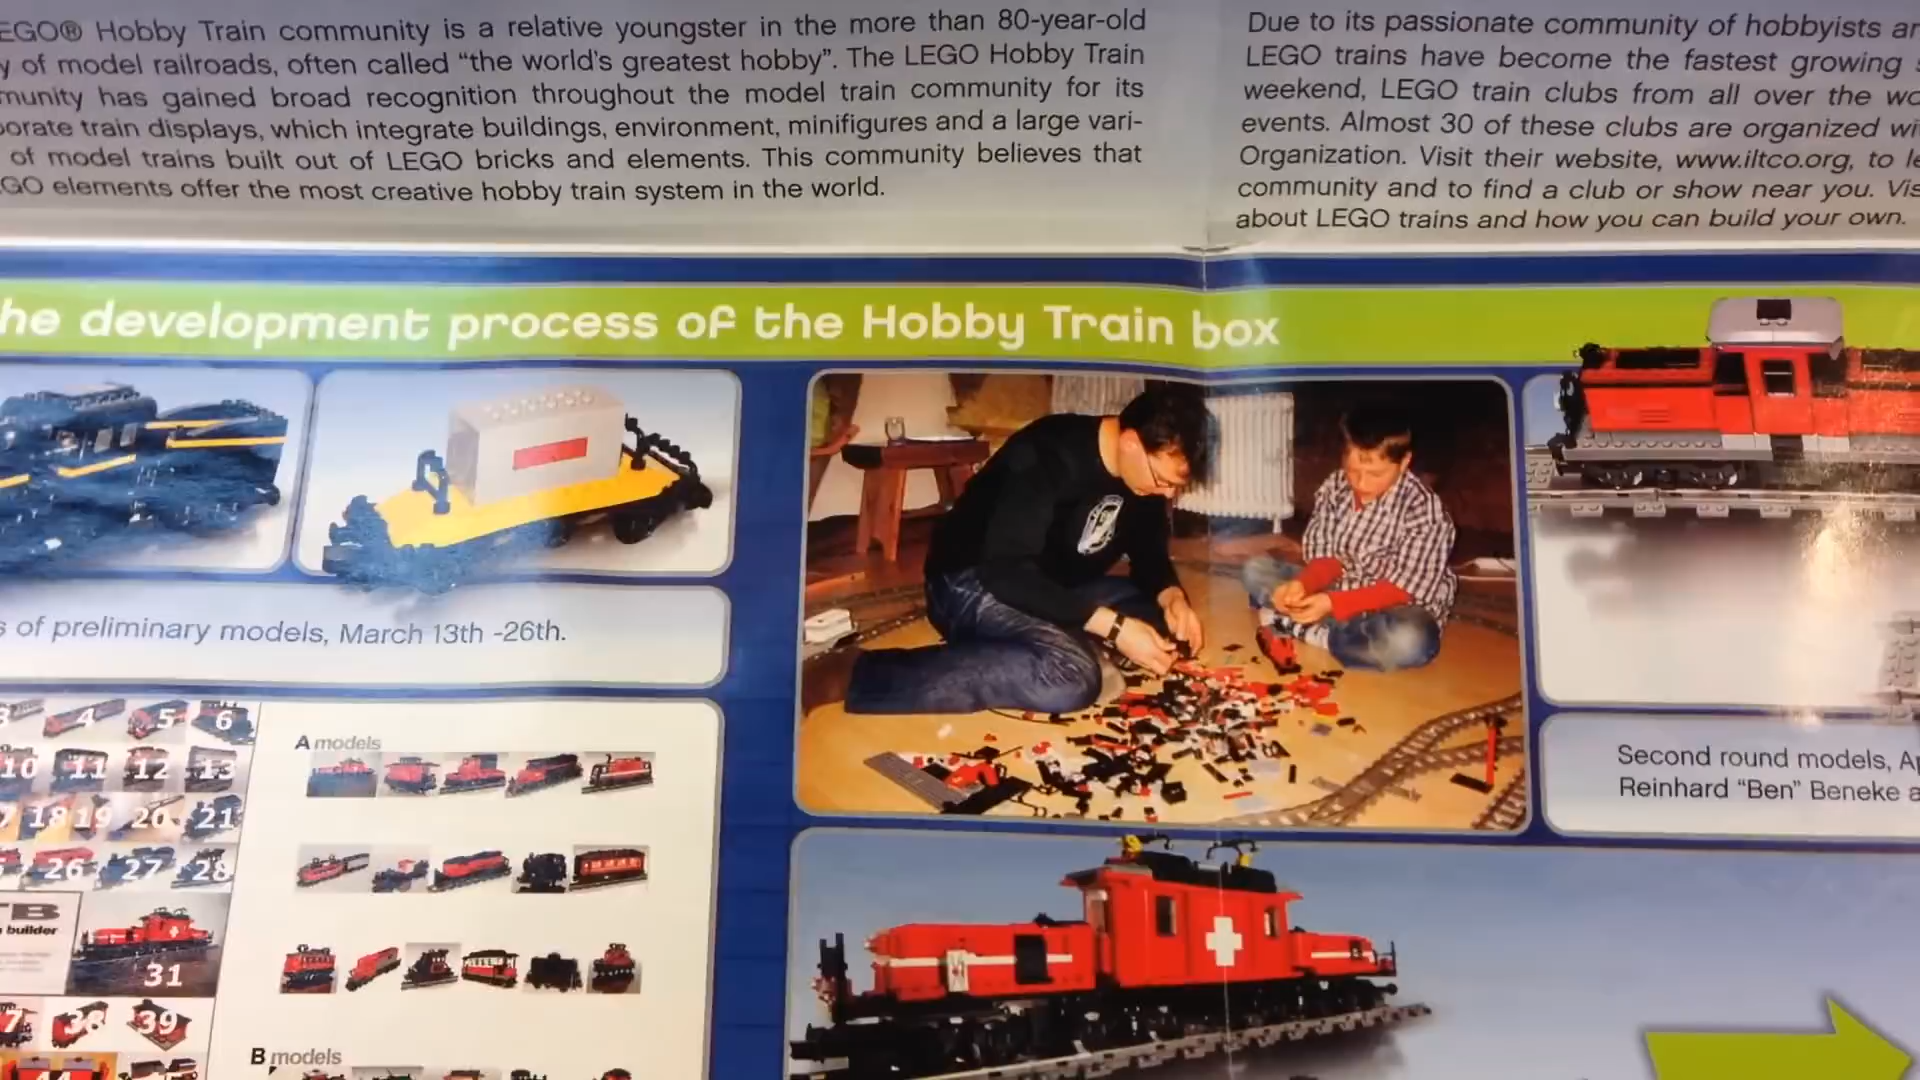 EGO® Hobby Train community is a relative youngster in the more than 80-year-old
y of model railroads, often called “the world's greatest hobby”. The LEGO Hobby Train
munity has gained broad recognition throughout the model train community for its
orate train displays, which integrate buildings, environment, minifigures and a large vari-
of model trains built out of LEGO bricks and elements. This community believes that
GO elements offer the most creative hobby train system in the world.
Due to its passionate community of hobbyists an
LEGO trains have become the fastest growing s
weekend, LEGO train clubs from all over the wo
events. Almost 30 of these clubs are organized wi
Organization. Visit their website, www.iltco.org, to le
community and to find a club or show near you. Vis
about LEGO trains and how you can build your own.
he development process of the Hobby Train box
s of preliminary models, March 13th -26th.
Second round models, Ap
Reinhard “Ben” Beneke a
3 4 5 6
10 11 12 13
7 18 19 20 21
26 27 28
TB
builder
31
7 38 39
44
A models
B models